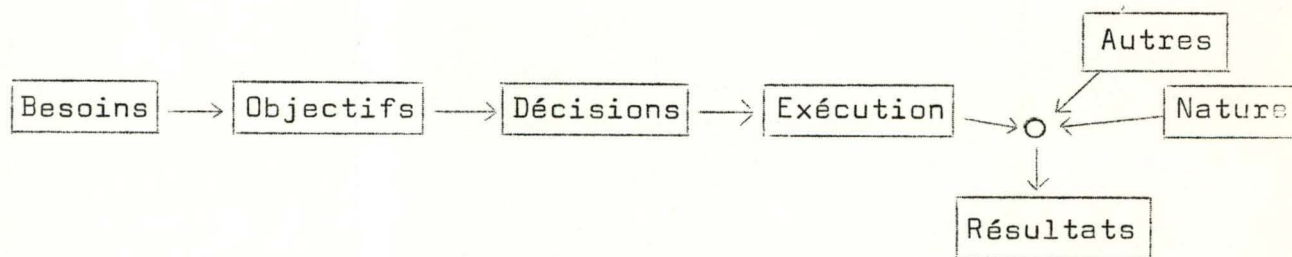 Autres
Besoins
Objectifs
Décisions
Exécution
Nature
Résultats